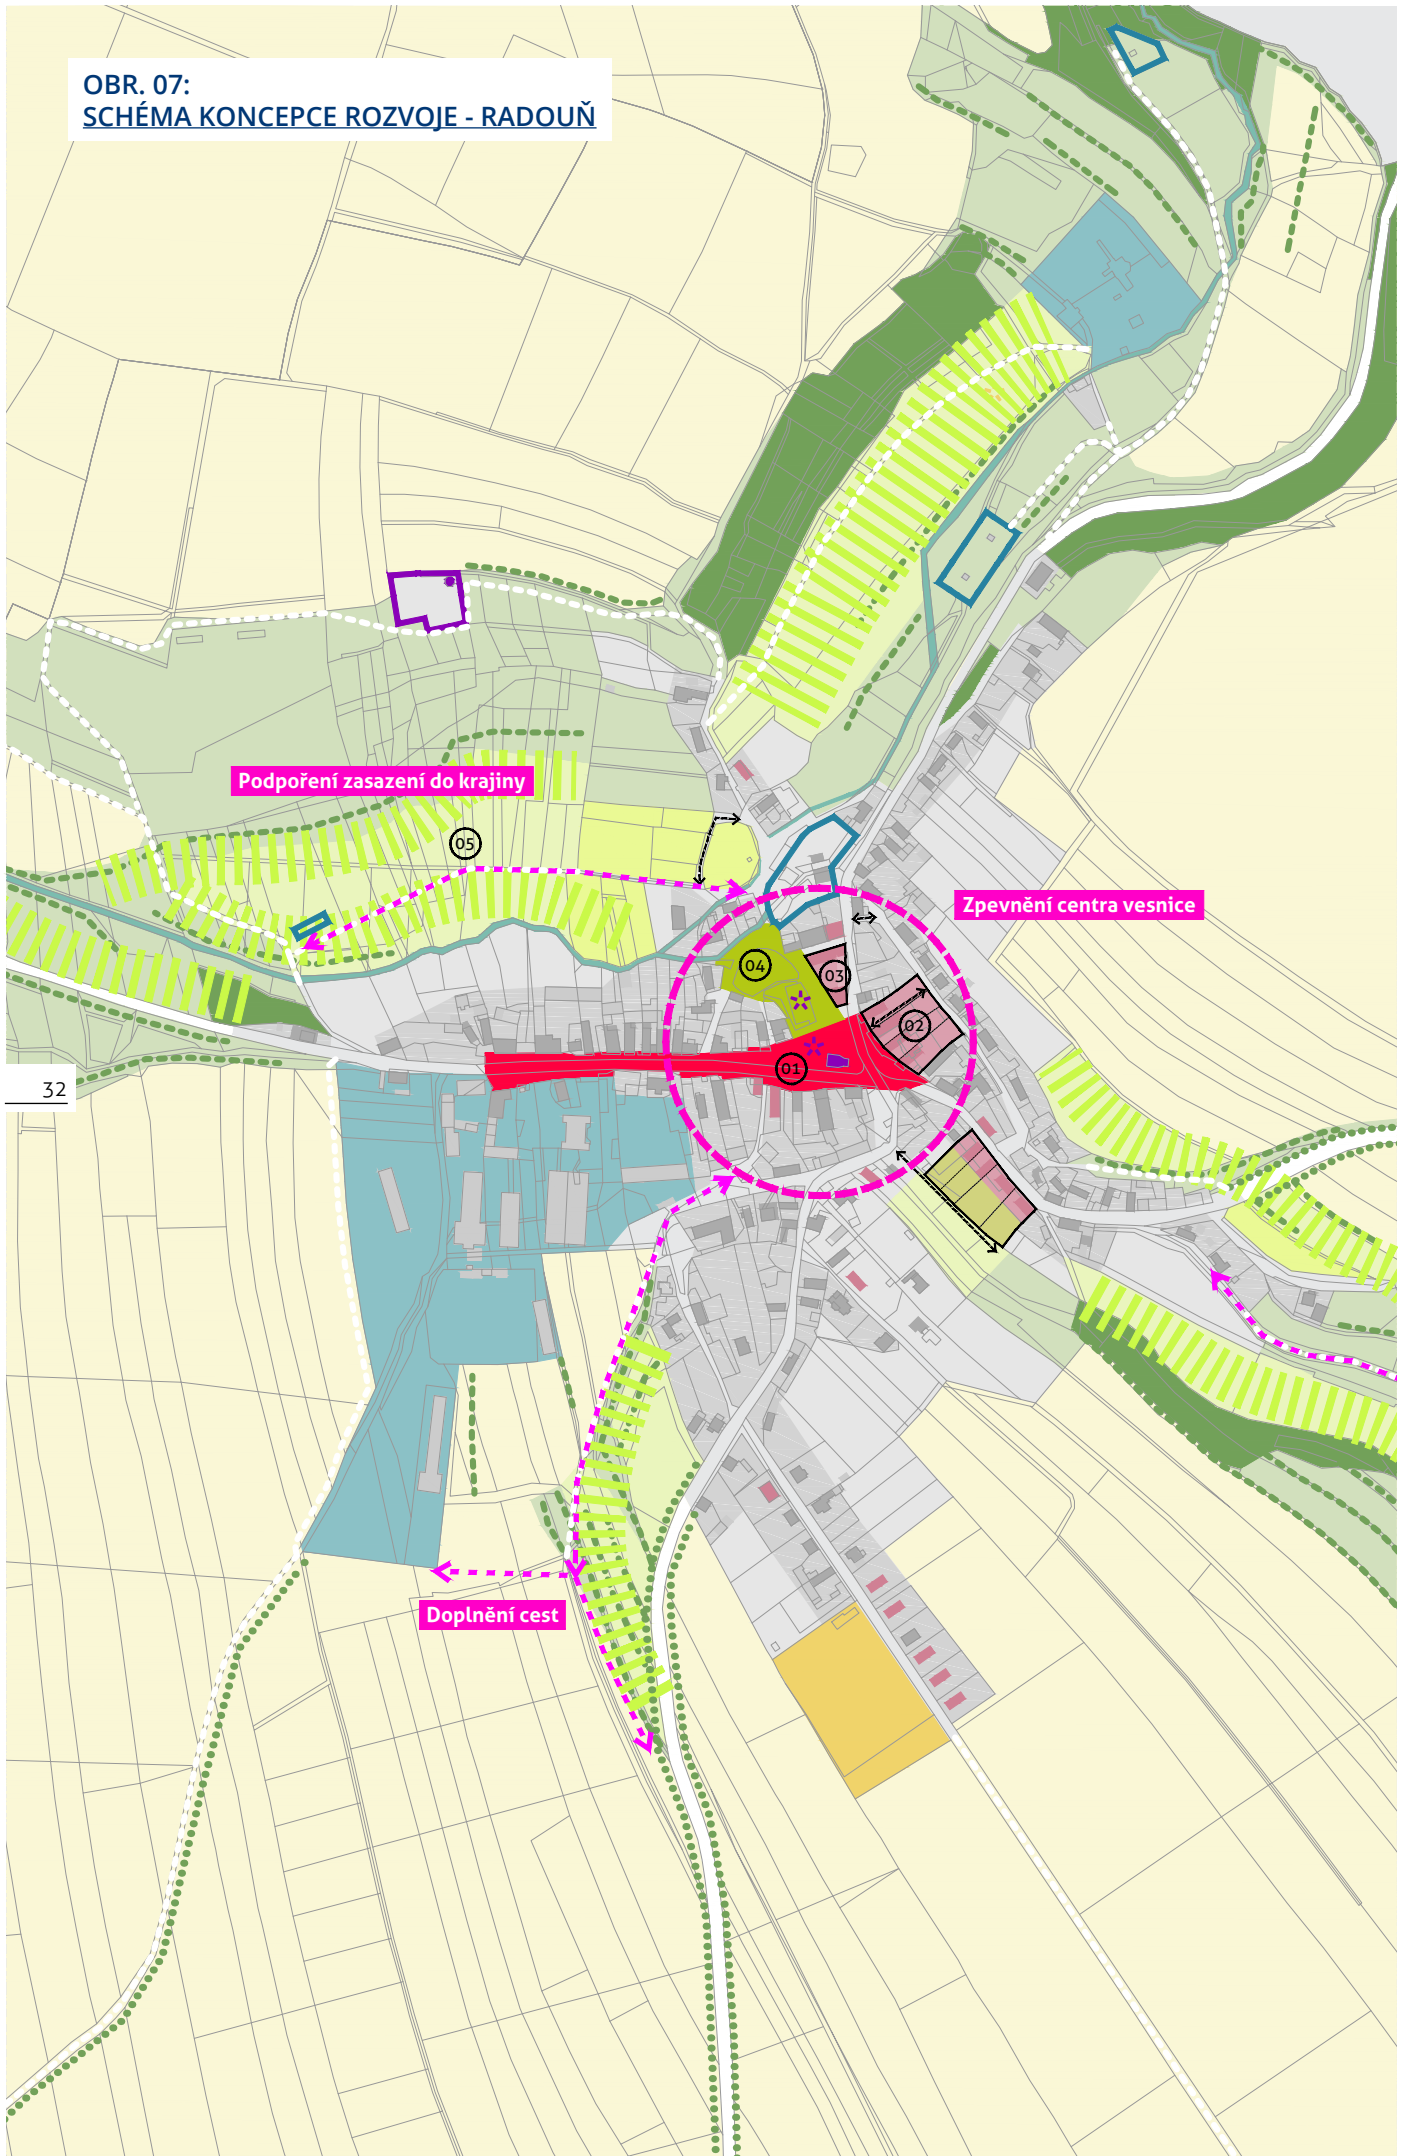 OBR. 07:
SCHÉMA KONCEPCE ROZVOJE - RADOUŇ
Podpoření zasazení do krajiny
05
Zpevnění centra vesnice
04
03
02
01
32
Doplnění cest